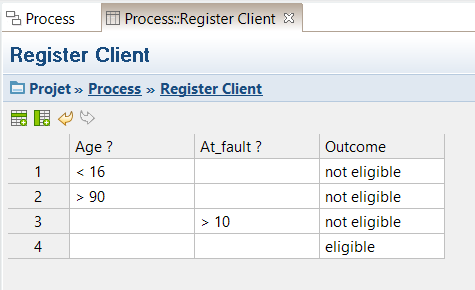 Process Process::Register Client
Register Client
Projet » Process » Register Client
Age ? At_fault ? Outcome
1 < 16 not eligible
2 > 90 not eligible
3 > 10 not eligible
4 eligible